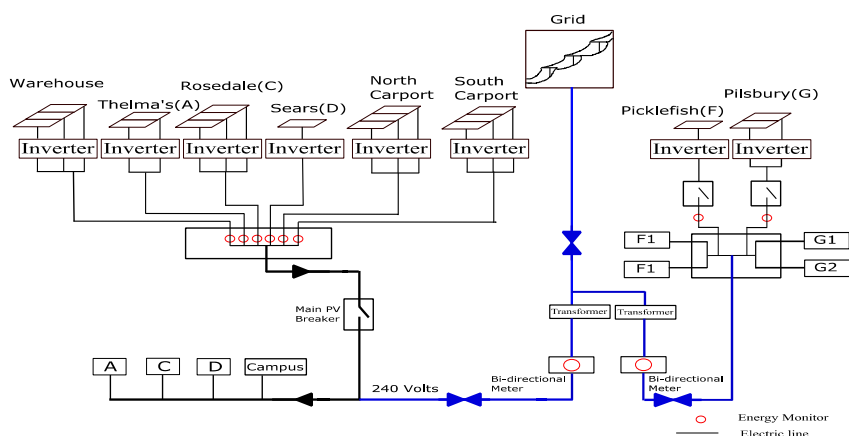 Grid
Warehouse
Thelma's(A)
Rosedale(C)
Sears(D)
North
Carport
South
Carport
Picklefish(F)
Pilsbury(G)
Inverter
Inverter
Inverter
Inverter
Inverter
Inverter
Inverter
Inverter
F1
F1
G1
G2
Main PV
Breaker
Transformer
Transformer
A
C
D
Campus
240 Volts
Bi-directional
Meter
Bi-directional
Meter
Energy Monitor
Electric line